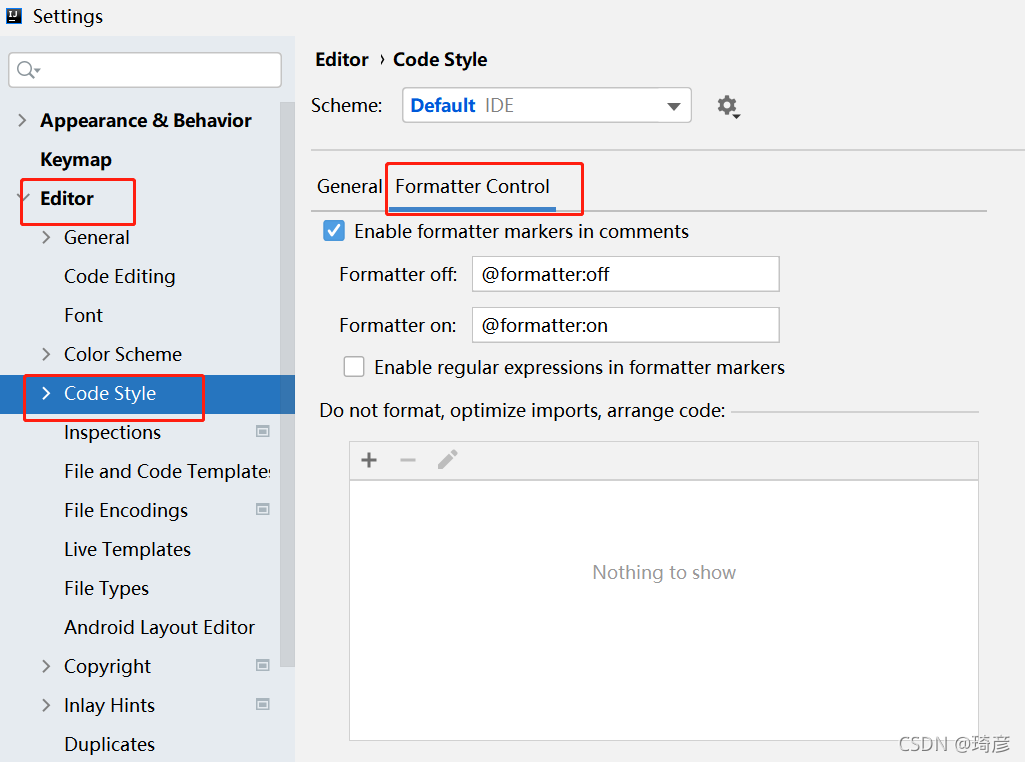 Settings
Appearance & Behavior
Keymap
Editor
General
Code Editing
Font
Color Scheme
Code Style
Inspections
File and Code Templates
File Encodings
Live Templates
File Types
Android Layout Editor
Copyright
Inlay Hints
Duplicates
Editor › Code Style
Scheme: Default IDE
General Formatter Control
Enable formatter markers in comments
Formatter off: @formatter:off
Formatter on: @formatter:on
Enable regular expressions in formatter markers
Do not format, optimize imports, arrange code:
Nothing to show
CSDN @琦彦